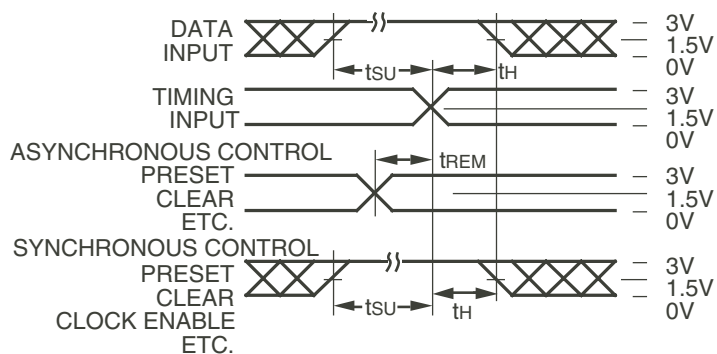 DATA
INPUT
3V
1.5V
0V
tSU
tH
TIMING
INPUT
3V
1.5V
0V
ASYNCHRONOUS CONTROL
PRESET
CLEAR
ETC.
tREM
3V
1.5V
0V
SYNCHRONOUS CONTROL
PRESET
CLEAR
CLOCK ENABLE
ETC.
tSU
tH
3V
1.5V
0V